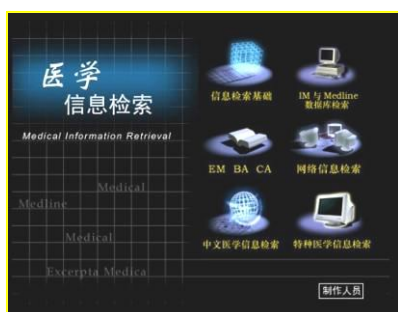 医学
信息检索
Medical Information Retrieval
Medical
Medline
Medical
Excerpta Medica
信息检索基础
IM 与 Medline
数据库检索
EM BA CA
网络信息检索
中文医学信息检索
特种医学信息检索
制作人员